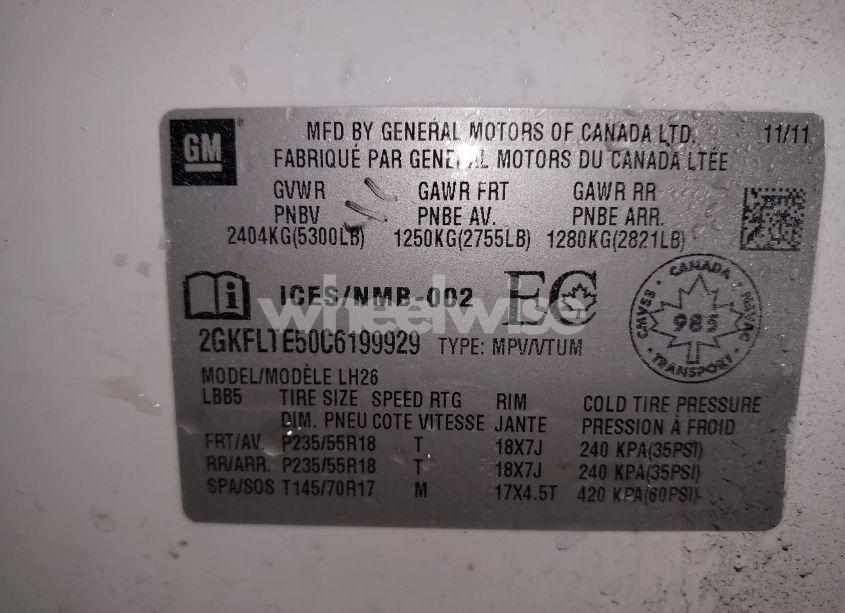 GM
MFD BY GENERAL MOTORS OF CANADA LTD. 11/11
FABRIQUÉ PAR GENERAL MOTORS DU CANADA LTÉE
GVWR GAWR FRT GAWR RR
PNBV PNBE AV. PNBE ARR.
2404KG(5300LB) 1250KG(2755LB) 1280KG(2821LB)
i ICES/NMB-002 EC
wheelwise
CANADA
CMVSS 985 NSVAC
TRANSPORT
2GKFLTE50C6199929 TYPE: MPV/VTUM
MODEL/MODÈLE LH26
LBB5 TIRE SIZE SPEED RTG RIM COLD TIRE PRESSURE
DIM. PNEU COTE VITESSE JANTE PRESSION À FROID
FRT/AV. P235/55R18 T 18X7J 240 KPA(35PSI)
RR/ARR. P235/55R18 T 18X7J 240 KPA(35PSI)
SPA/SOS T145/70R17 M 17X4.5T 420 KPA(60PSI)